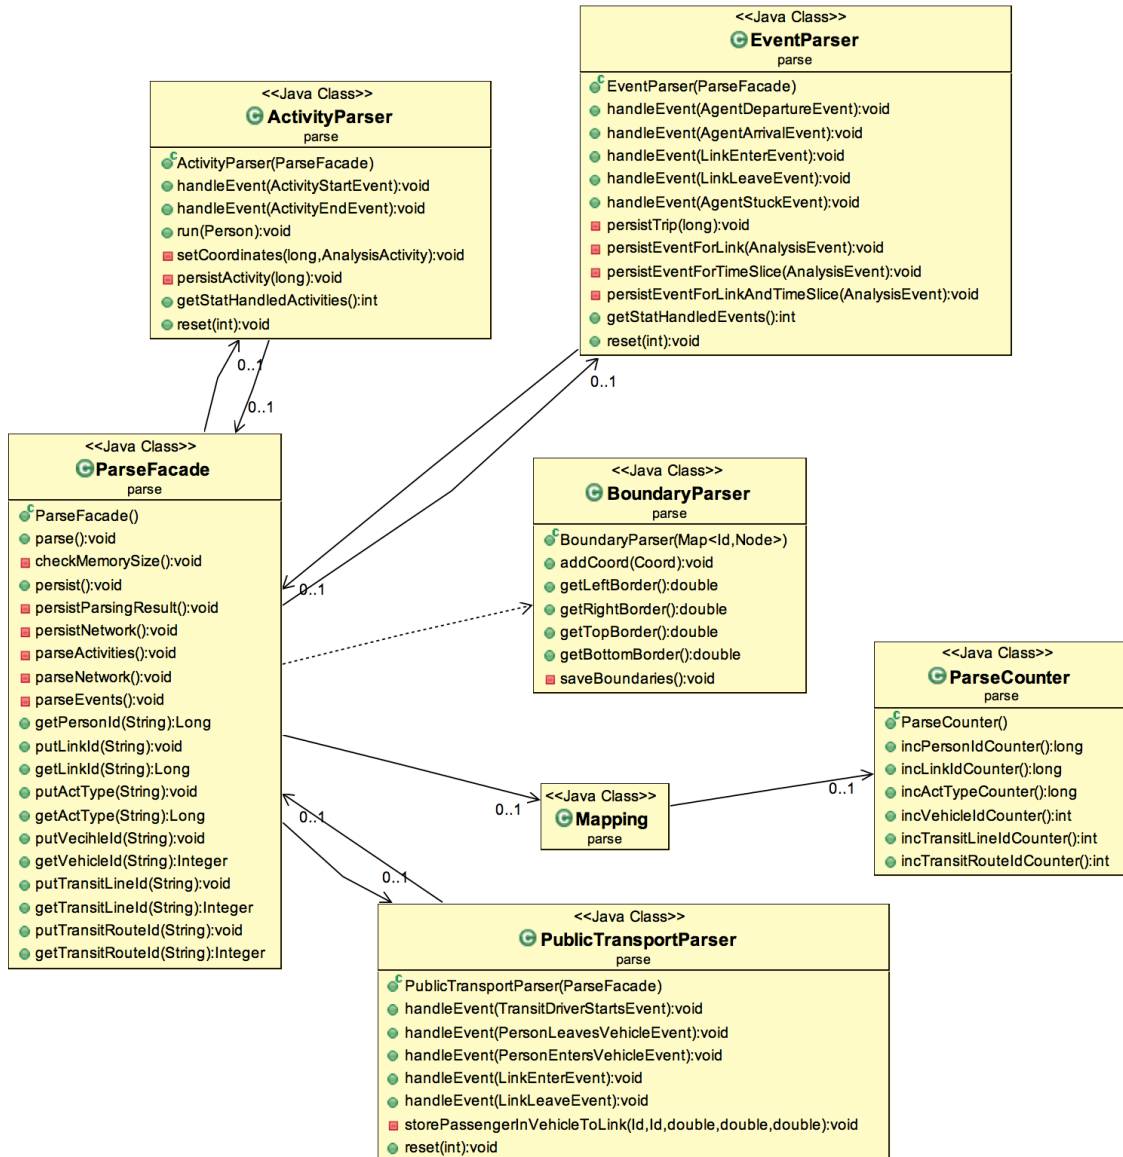 <<Java Class>>
EventParser
parse
EventParser(ParseFacade)
handleEvent(AgentDepartureEvent):void
handleEvent(AgentArrivalEvent):void
handleEvent(LinkEnterEvent):void
handleEvent(LinkLeaveEvent):void
handleEvent(AgentStuckEvent):void
persistTrip(long):void
persistEventForLink(AnalysisEvent):void
persistEventForTimeSlice(AnalysisEvent):void
persistEventForLinkAndTimeSlice(AnalysisEvent):void
getStatHandledEvents():int
reset(int):void
<<Java Class>>
ActivityParser
parse
ActivityParser(ParseFacade)
handleEvent(ActivityStartEvent):void
handleEvent(ActivityEndEvent):void
run(Person):void
setCoordinates(long,AnalysisActivity):void
persistActivity(long):void
getStatHandledActivities():int
reset(int):void
0..1
0..1
0..1
0..1
<<Java Class>>
ParseFacade
parse
ParseFacade()
parse():void
checkMemorySize():void
persist():void
persistParsingResult():void
persistNetwork():void
parseActivities():void
parseNetwork():void
parseEvents():void
getPersonId(String):Long
putLinkId(String):void
getLinkId(String):Long
putActType(String):void
getActType(String):Long
putVecihleId(String):void
getVehicleId(String):Integer
putTransitLineId(String):void
getTransitLineId(String):Integer
putTransitRouteId(String):void
getTransitRouteId(String):Integer
<<Java Class>>
BoundaryParser
parse
BoundaryParser(Map<Id,Node>)
addCoord(Coord):void
getLeftBorder():double
getRightBorder():double
getTopBorder():double
getBottomBorder():double
saveBoundaries():void
<<Java Class>>
ParseCounter
parse
ParseCounter()
incPersonIdCounter():long
incLinkIdCounter():long
incActTypeCounter():long
incVehicleIdCounter():int
incTransitLineIdCounter():int
incTransitRouteIdCounter():int
0..1
0..1
<<Java Class>>
Mapping
parse
0..1
0..1
<<Java Class>>
PublicTransportParser
parse
PublicTransportParser(ParseFacade)
handleEvent(TransitDriverStartsEvent):void
handleEvent(PersonLeavesVehicleEvent):void
handleEvent(PersonEntersVehicleEvent):void
handleEvent(LinkEnterEvent):void
handleEvent(LinkLeaveEvent):void
storePassengerInVehicleToLink(Id,Id,double,double,double):void
reset(int):void